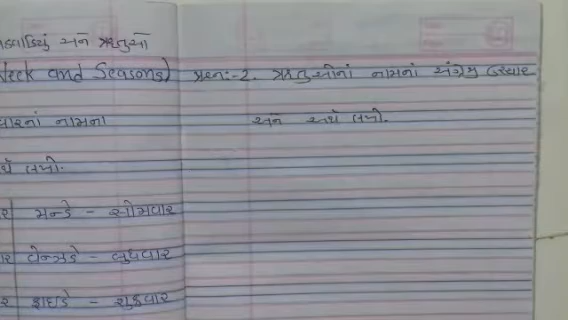 અઠવાડિયું અને ઋતુઓ
Week and Seasons)
વારનાં નામના
અર્થ લખો.
વાર મન્ડે - સોમવાર
વાર વેન્સડે - બુધવાર
વાર ફ્રાઇડે - શુક્રવાર
પ્રશ્ન:-2. ઋતુઓનાં નામનાં અંગ્રેજી ઉચ્ચાર
અને અર્થ લખો.